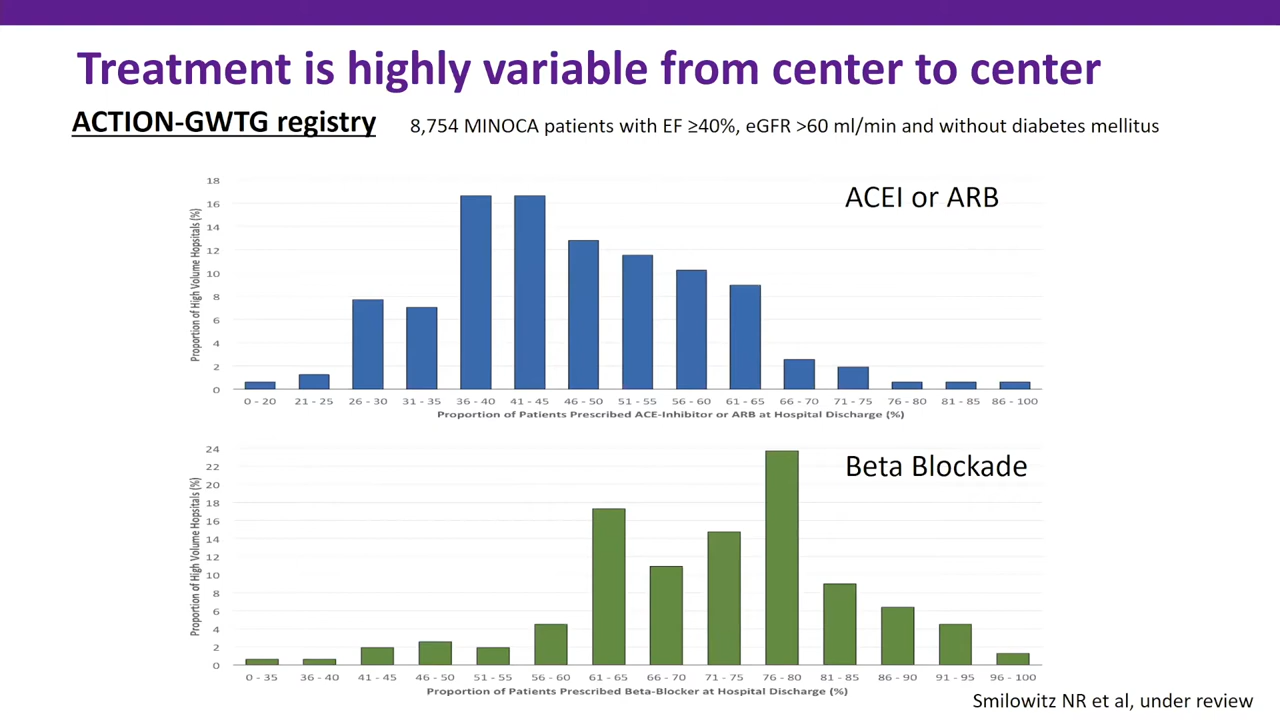 Treatment is highly variable from center to center
ACTION-GWTG registry
8,754 MINOCA patients with EF ≥40%, eGFR >60 ml/min and without diabetes mellitus
ACEI or ARB
Proportion of High Volume Hopsitals (%)
18
16
14
12
10
8
6
4
2
0
0 - 20 21 - 25 26 - 30 31 - 35 36 - 40 41 - 45 46 - 50 51 - 55 56 - 60 61 - 65 66 - 70 71 - 75 76 - 80 81 - 85 86 - 100
Proportion of Patients Prescribed ACE-Inhibitor or ARB at Hospital Discharge (%)
Beta Blockade
Proportion of High Volume Hopsitals (%)
24
22
20
18
16
14
12
10
8
6
4
2
0
0 - 35 36 - 40 41 - 45 46 - 50 51 - 55 56 - 60 61 - 65 66 - 70 71 - 75 76 - 80 81 - 85 86 - 90 91 - 95 96 - 100
Proportion of Patients Prescribed Beta-Blocker at Hospital Discharge (%)
Smilowitz NR et al, under review